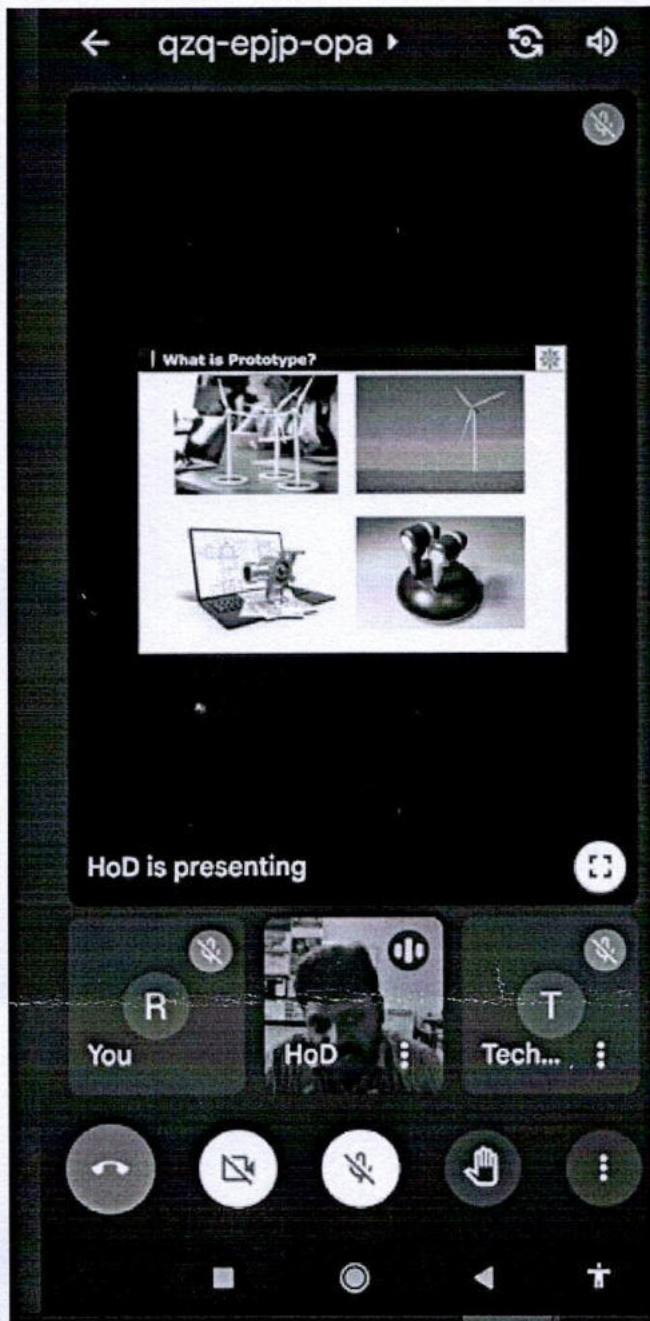 qzq-epjp-opa
What is Prototype?
HoD is presenting
R
You
HoD
T
Tech...